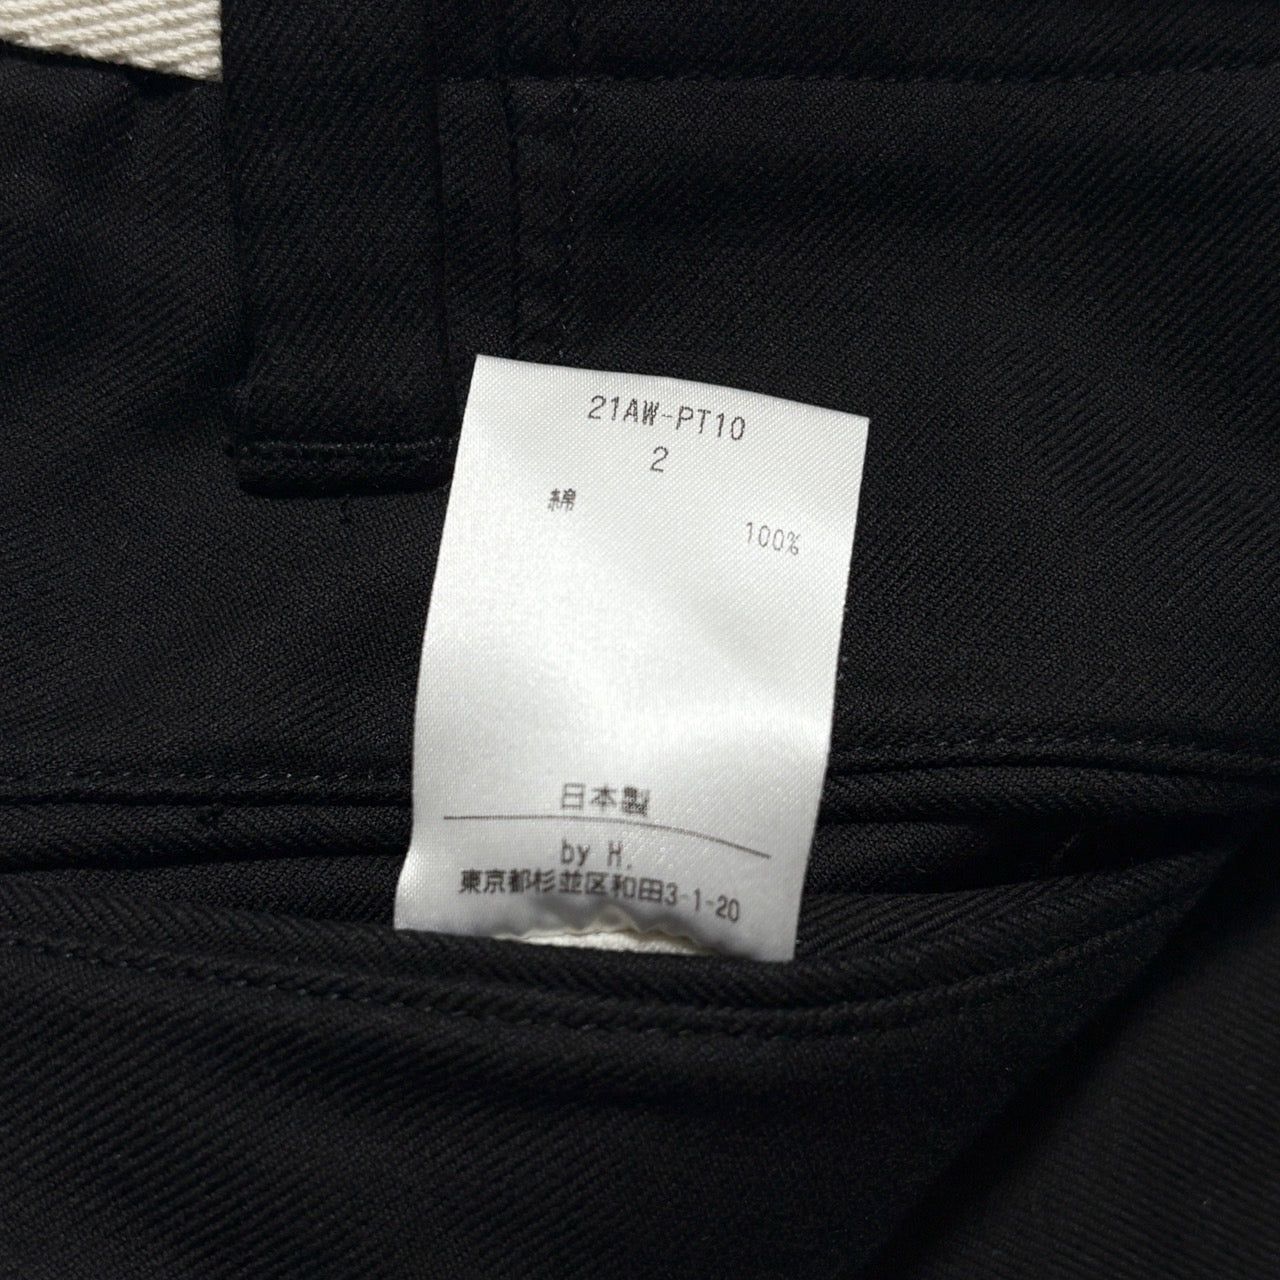 21AW-PT10
2
綿 100%
日本製
by H.
東京都杉並区和田3-1-20